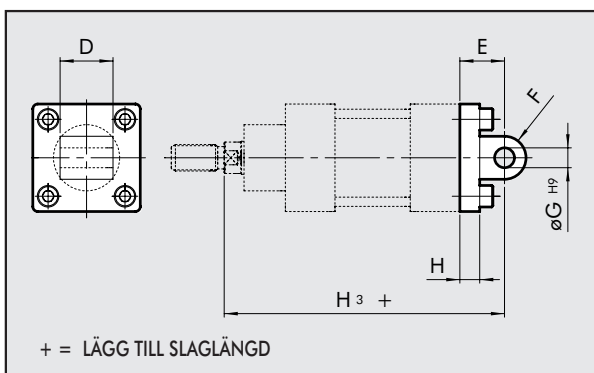 D
E
F
øG H9
H
H3 +
+ = LÄGG TILL SLAGLÄNGD